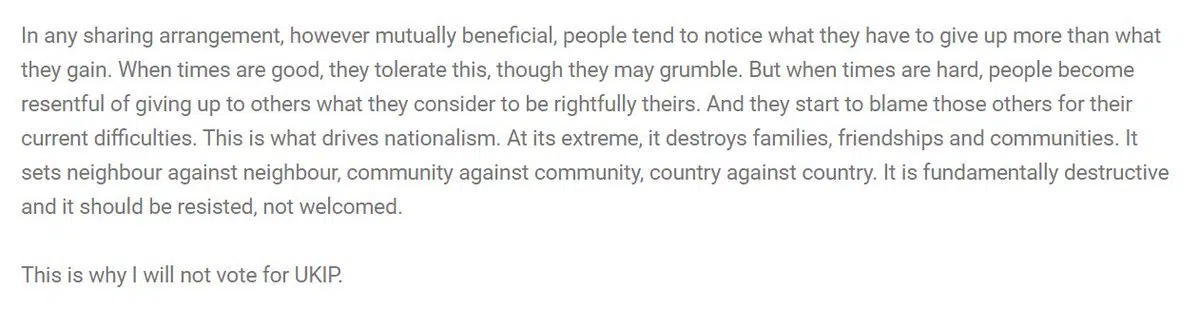 In any sharing arrangement, however mutually beneficial, people tend to notice what they have to give up more than what
they gain. When times are good, they tolerate this, though they may grumble. But when times are hard, people become
resentful of giving up to others what they consider to be rightfully theirs. And they start to blame those others for their
current difficulties. This is what drives nationalism. At its extreme, it destroys families, friendships and communities. It
sets neighbour against neighbour, community against community, country against country. It is fundamentally destructive
and it should be resisted, not welcomed.
This is why I will not vote for UKIP.